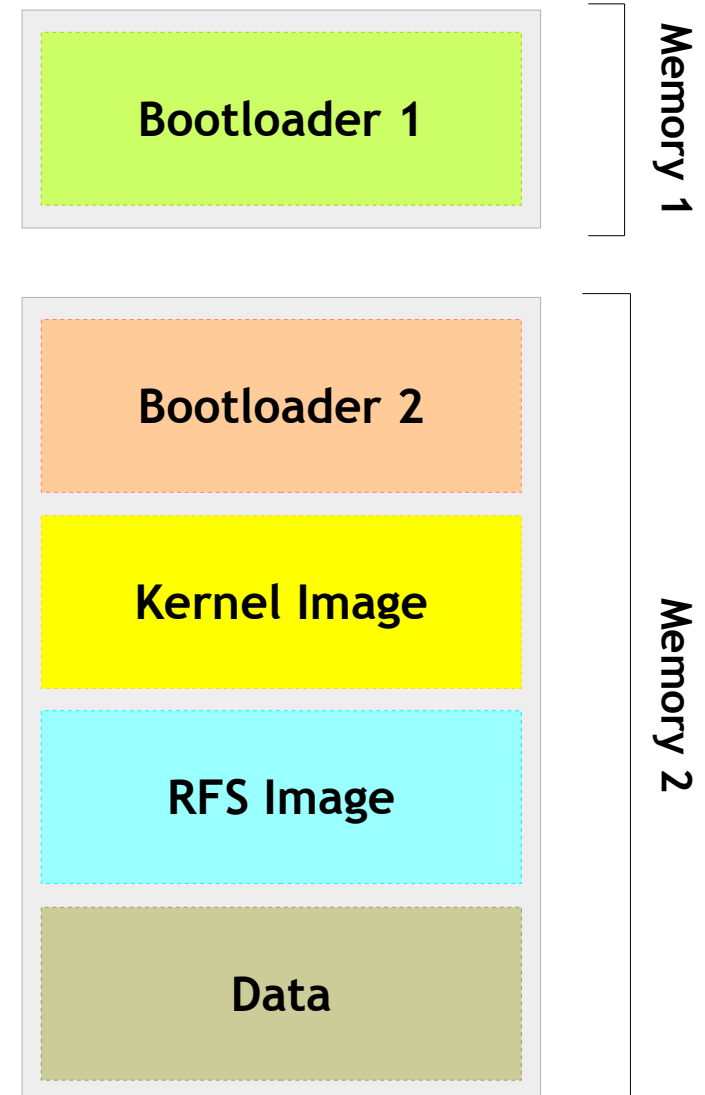 Bootloader 1
Memory 1
Bootloader 2
Kernel Image
RFS Image
Data
Memory 2